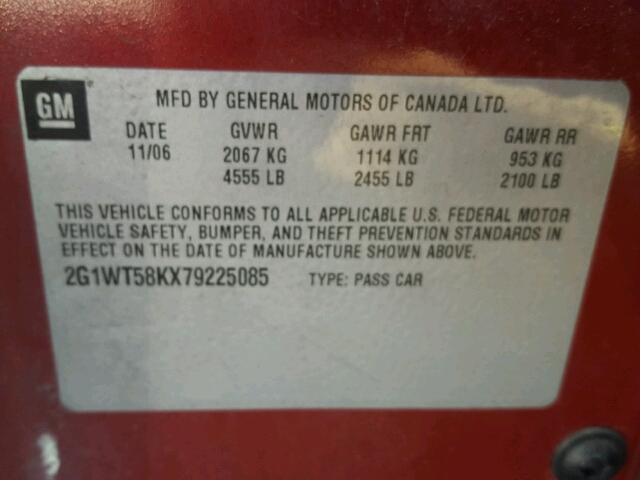 GM
MFD BY GENERAL MOTORS OF CANADA LTD.
DATE GVWR GAWR FRT GAWR RR
11/06 2067 KG 1114 KG 953 KG
4555 LB 2455 LB 2100 LB
THIS VEHICLE CONFORMS TO ALL APPLICABLE U.S. FEDERAL MOTOR
VEHICLE SAFETY, BUMPER, AND THEFT PREVENTION STANDARDS IN
EFFECT ON THE DATE OF MANUFACTURE SHOWN ABOVE.
2G1WT58KX79225085 TYPE: PASS CAR